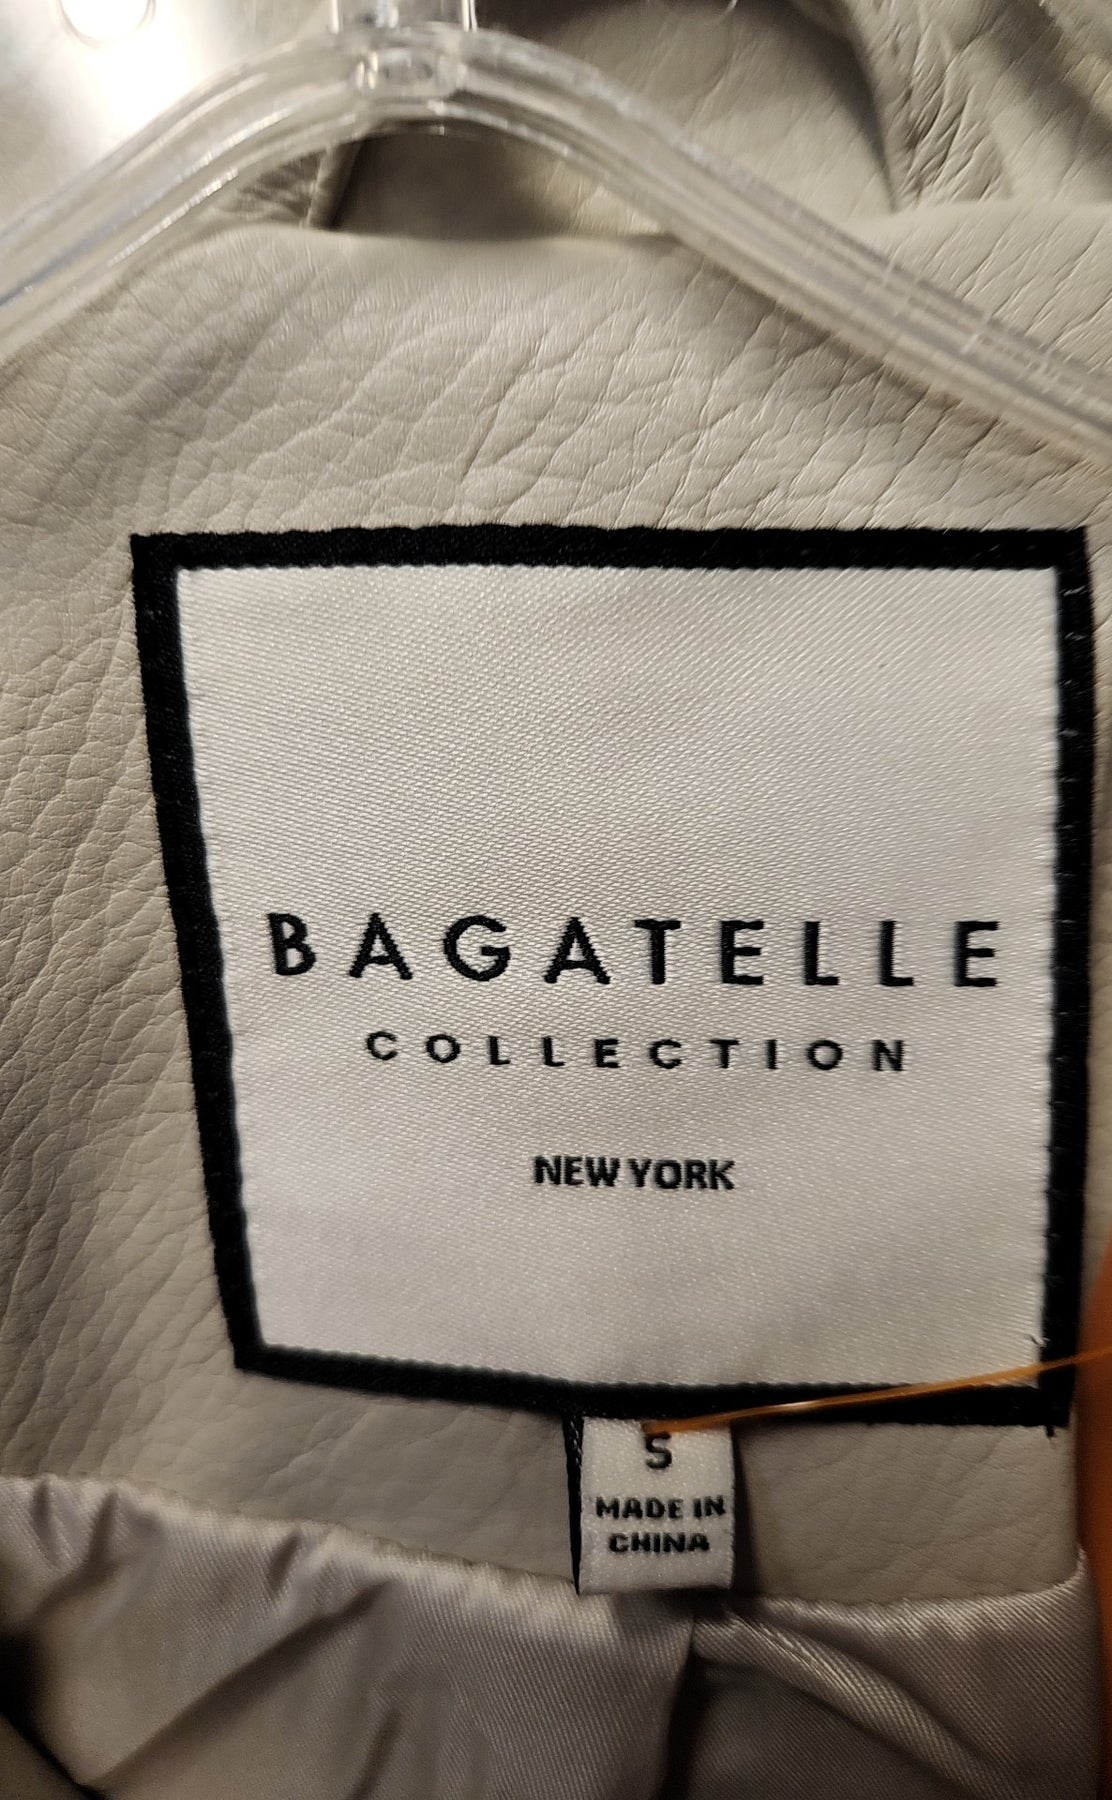 BAGATELLE
COLLECTION
NEW YORK
S
MADE IN
CHINA